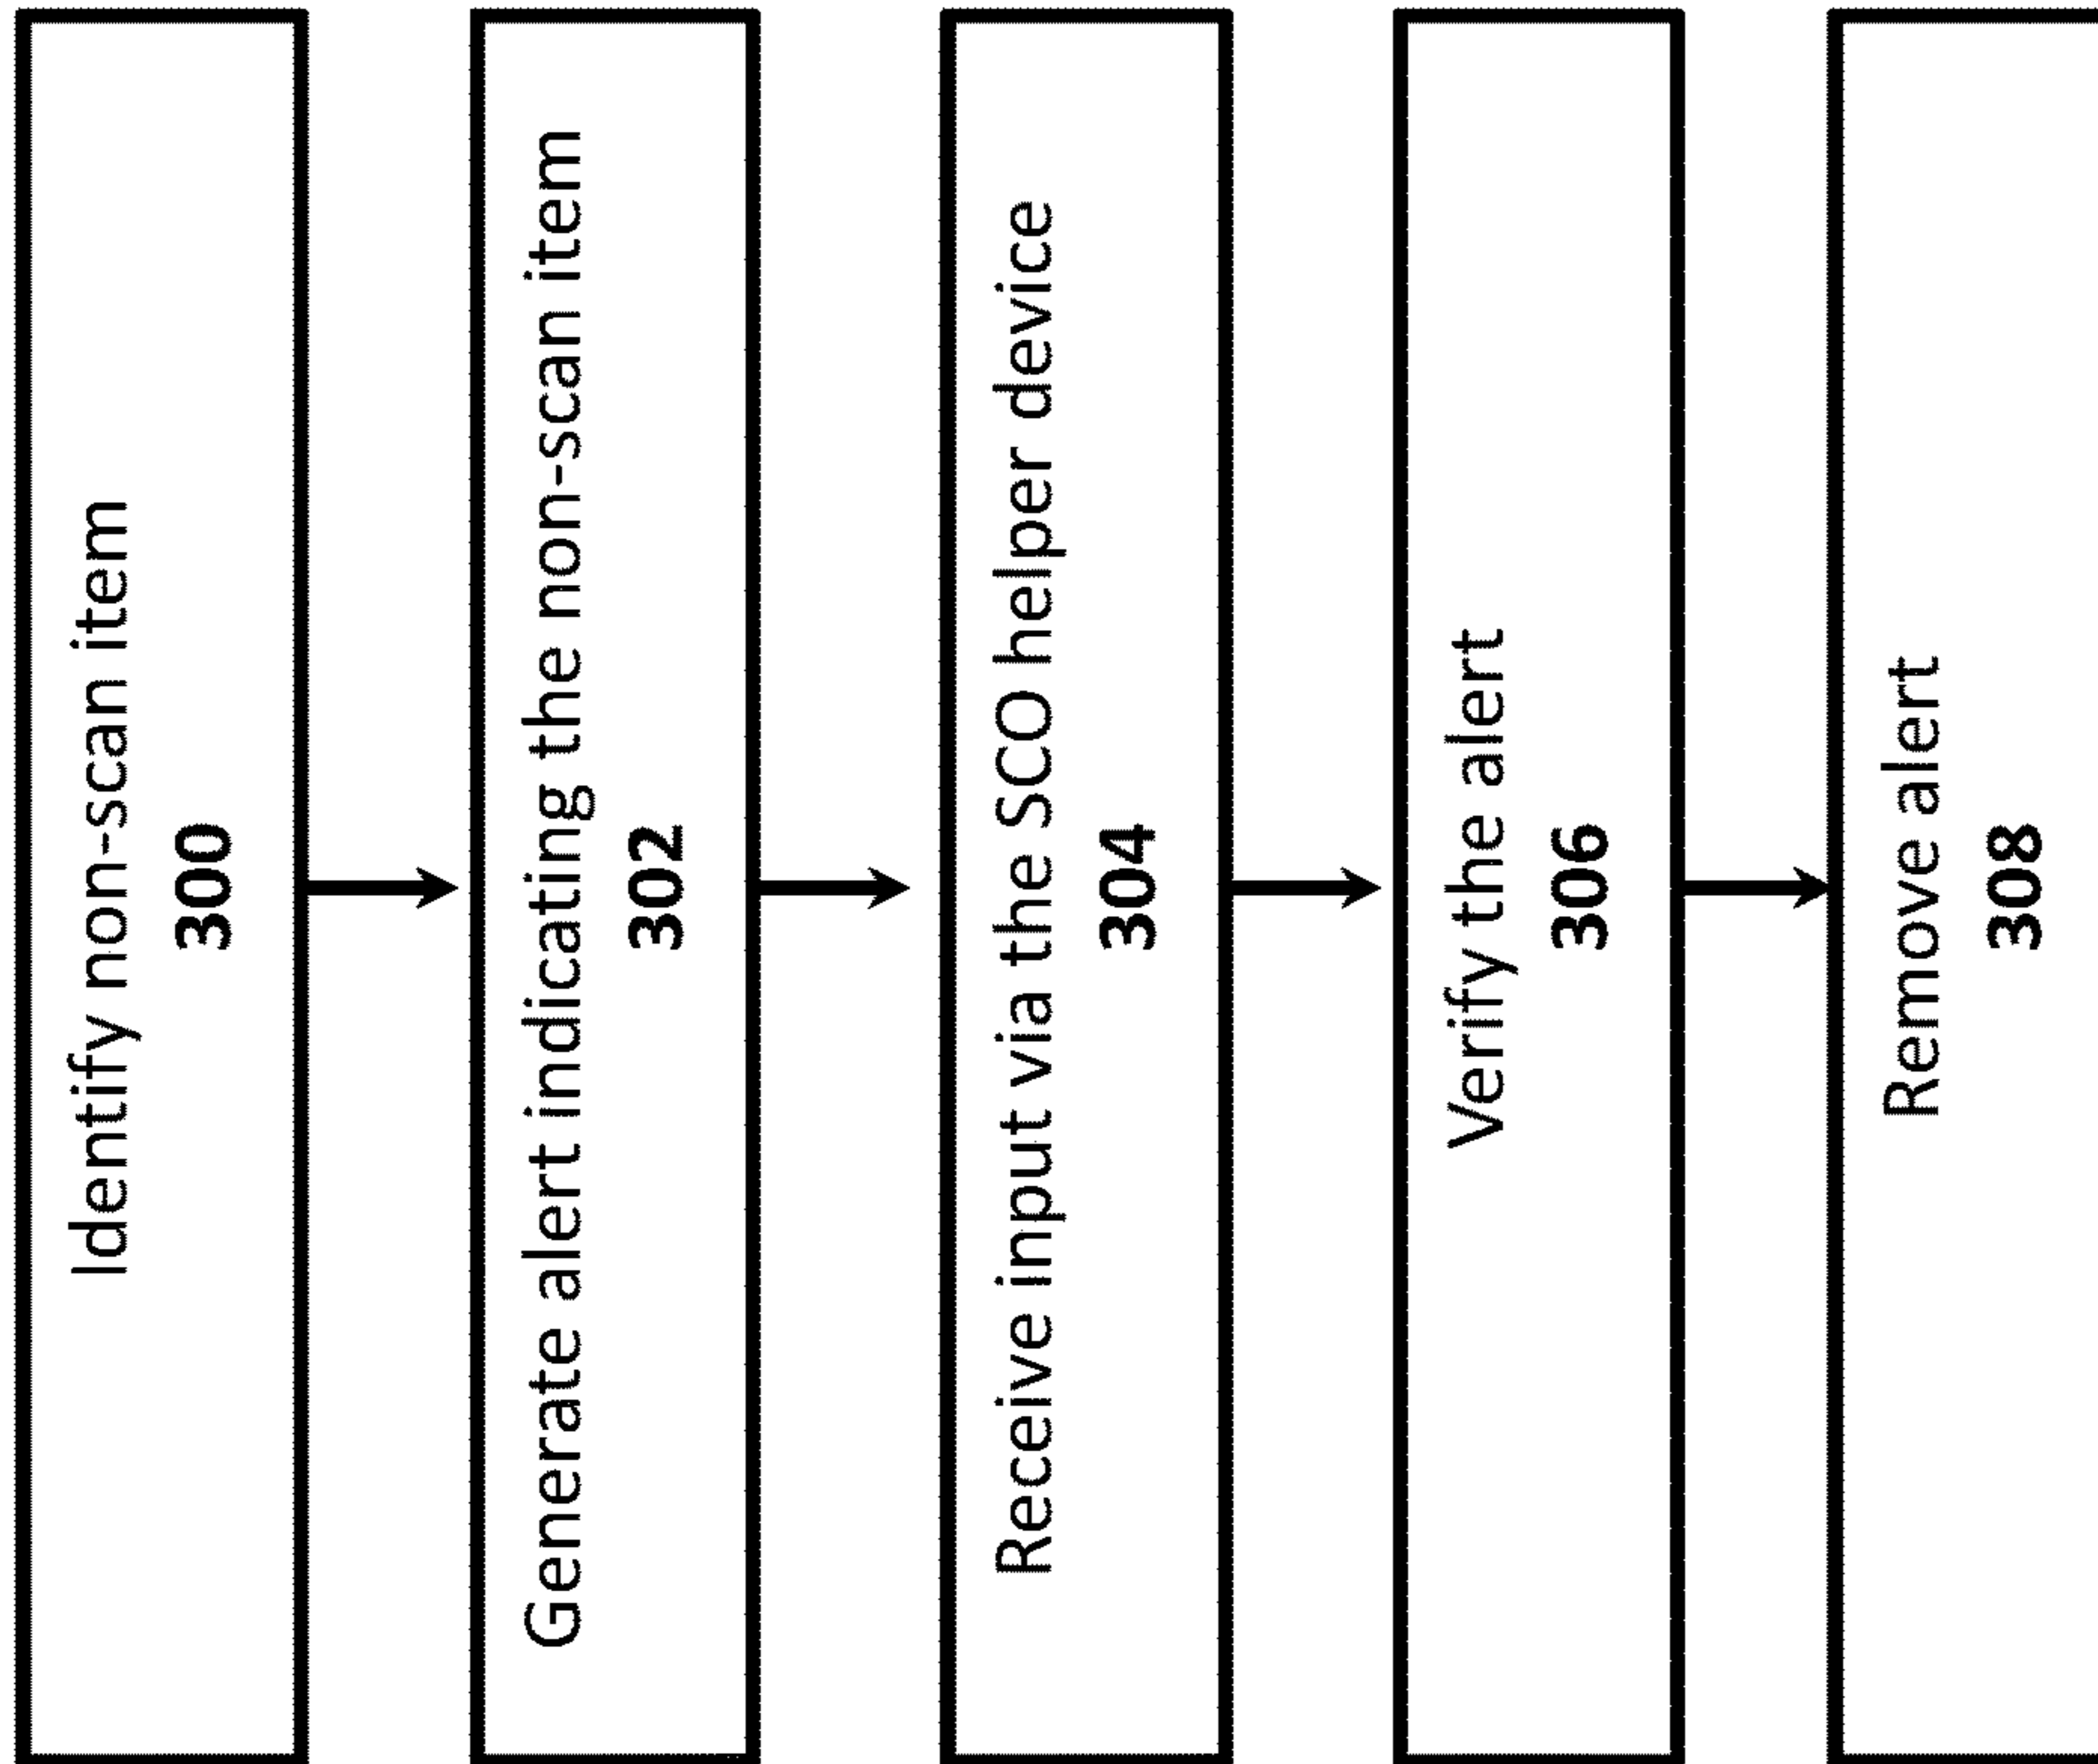 Identify non-scan item
300
Generate alert indicating the non-scan item
302
Receive input via the SCO helper device
304
Verify the alert
306
Remove alert
308